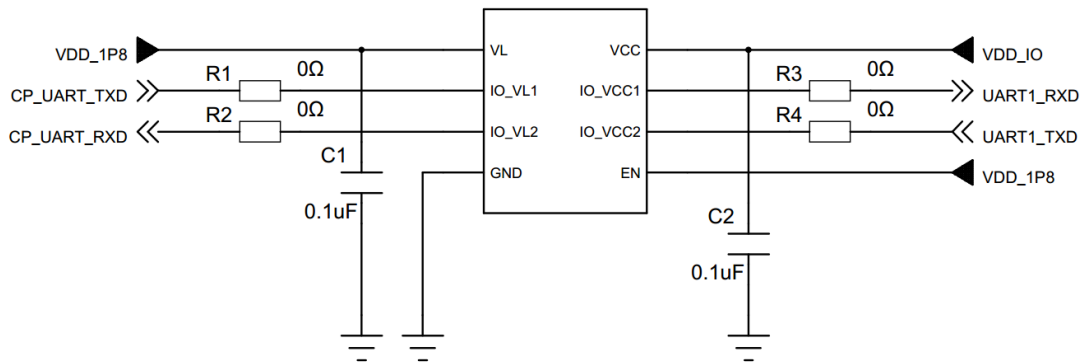 VDD_1P8
VL
VCC
VDD_IO
R1
0Ω
R3
0Ω
CP_UART_TXD
IO_VL1
IO_VCC1
UART1_RXD
R2
0Ω
R4
0Ω
CP_UART_RXD
IO_VL2
IO_VCC2
UART1_TXD
C1
GND
EN
VDD_1P8
0.1uF
C2
0.1uF